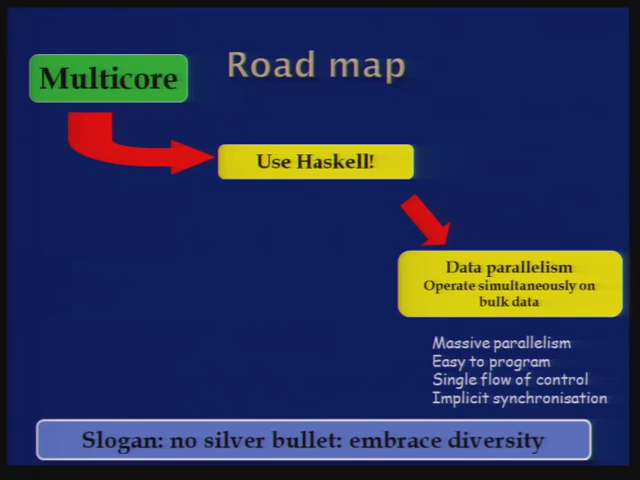 Road map
Multicore
Use Haskell!
Data parallelism
Operate simultaneously on
bulk data
Massive parallelism
Easy to program
Single flow of control
Implicit synchronisation
Slogan: no silver bullet: embrace diversity